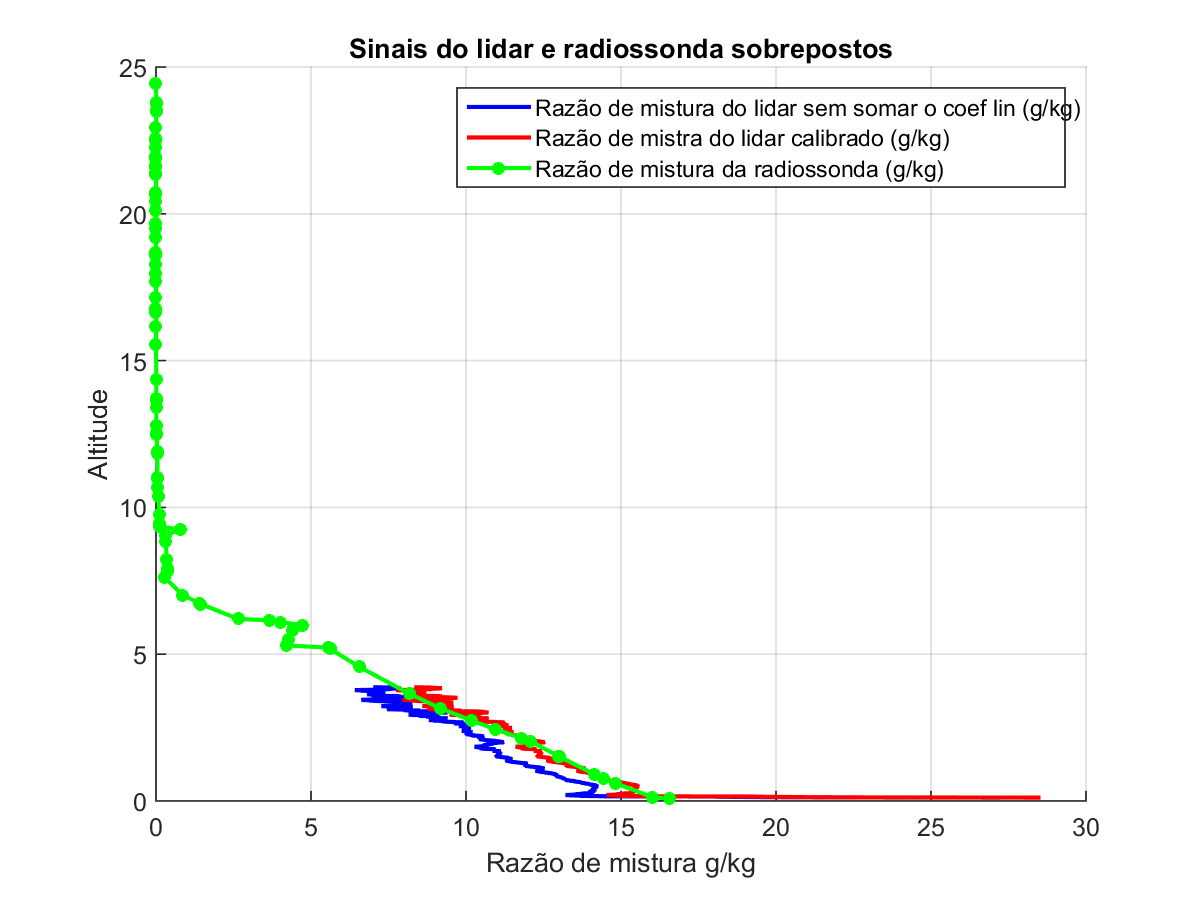 Sinais do lidar e radiossonda sobrepostos
25
Razão de mistura do lidar sem somar o coef lin (g/kg)
Razão de mistra do lidar calibrado (g/kg)
Razão de mistura da radiossonda (g/kg)
20
15
Altitude
10
5
0
0 5 10 15 20 25 30
Razão de mistura g/kg